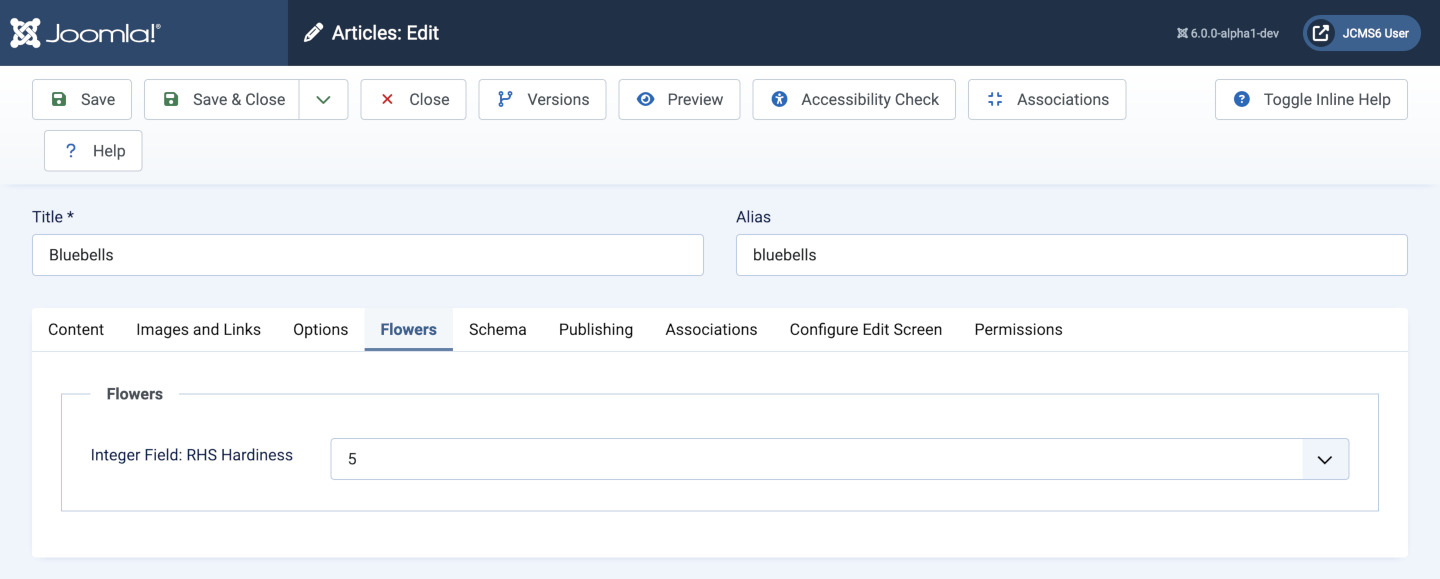 Joomla!®
Articles: Edit
6.0.0-alpha1-dev
JCMS6 User
Save
Save & Close
Close
Versions
Preview
Accessibility Check
Associations
Toggle Inline Help
? Help
Title *
Alias
Bluebells
bluebells
Content
Images and Links
Options
Flowers
Schema
Publishing
Associations
Configure Edit Screen
Permissions
Flowers
Integer Field: RHS Hardiness
5